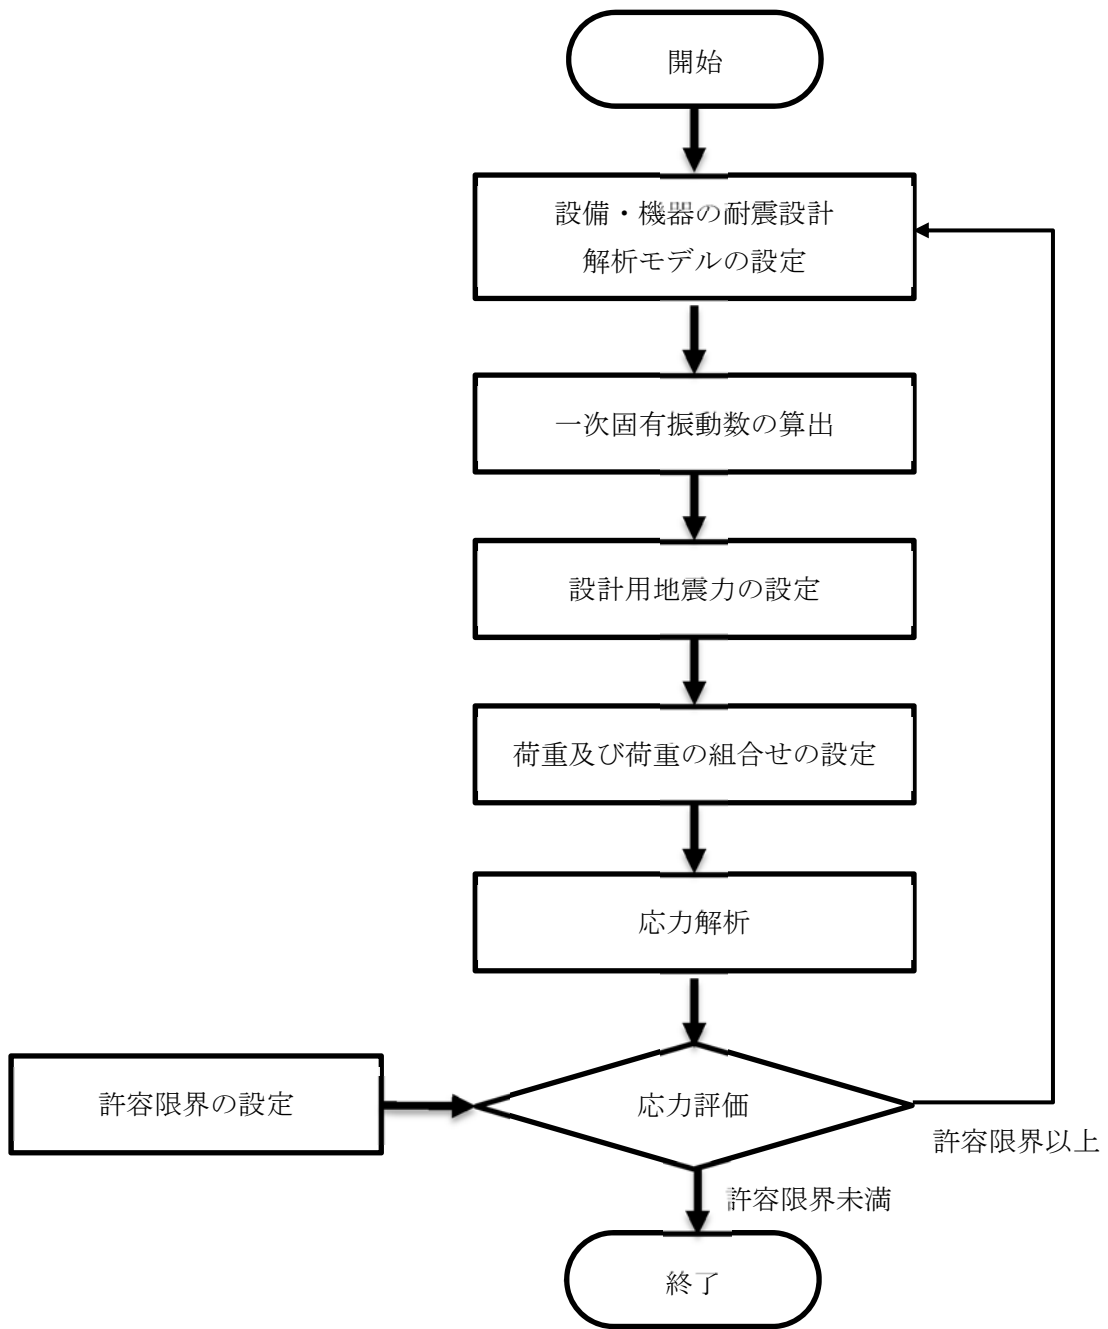 開始
設備・機器の耐震設計
解析モデルの設定
一次固有振動数の算出
設計用地震力の設定
荷重及び荷重の組合せの設定
応力解析
許容限界の設定
応力評価
許容限界以上
許容限界未満
終了